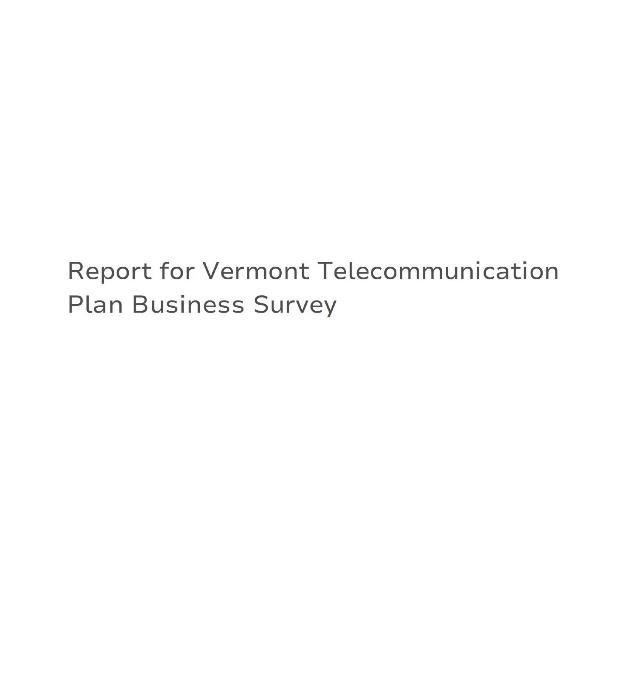 Report for Vermont Telecommunication
Plan Business Survey